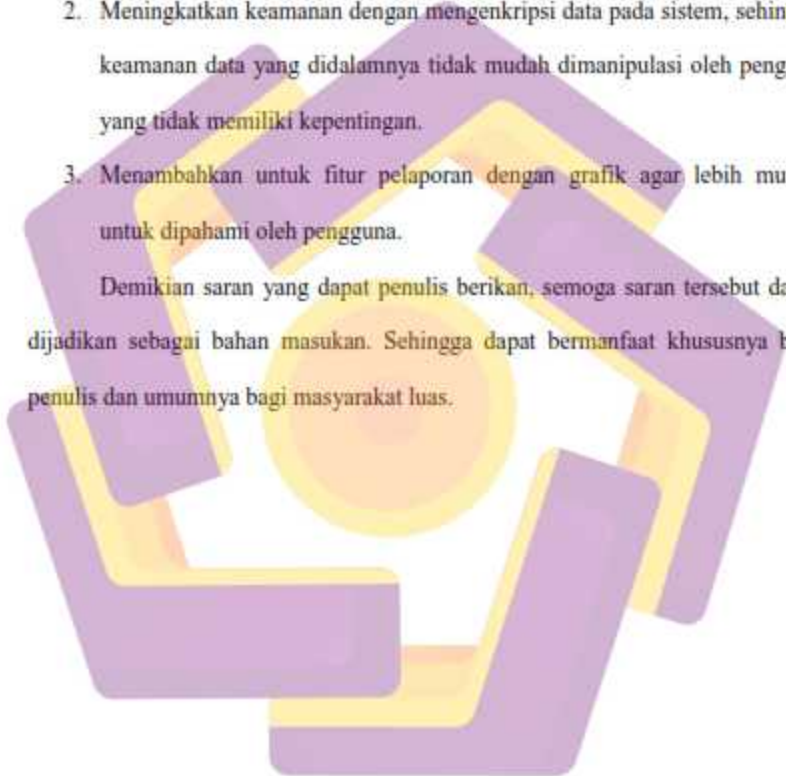 2. Meningkatkan keamanan dengan mengenkripsi data pada sistem, sehin
keamanan data yang didalamnya tidak mudah dimanipulasi oleh peng
yang tidak memiliki kepentingan.
3. Menambahkan untuk fitur pelaporan dengan grafik agar lebih mu
untuk dipahami oleh pengguna.
Demikian saran yang dapat penulis berikan, semoga saran tersebut da
dijadikan sebagai bahan masukan. Sehingga dapat bermanfaat khususnya b
penulis dan umumnya bagi masyarakat luas.